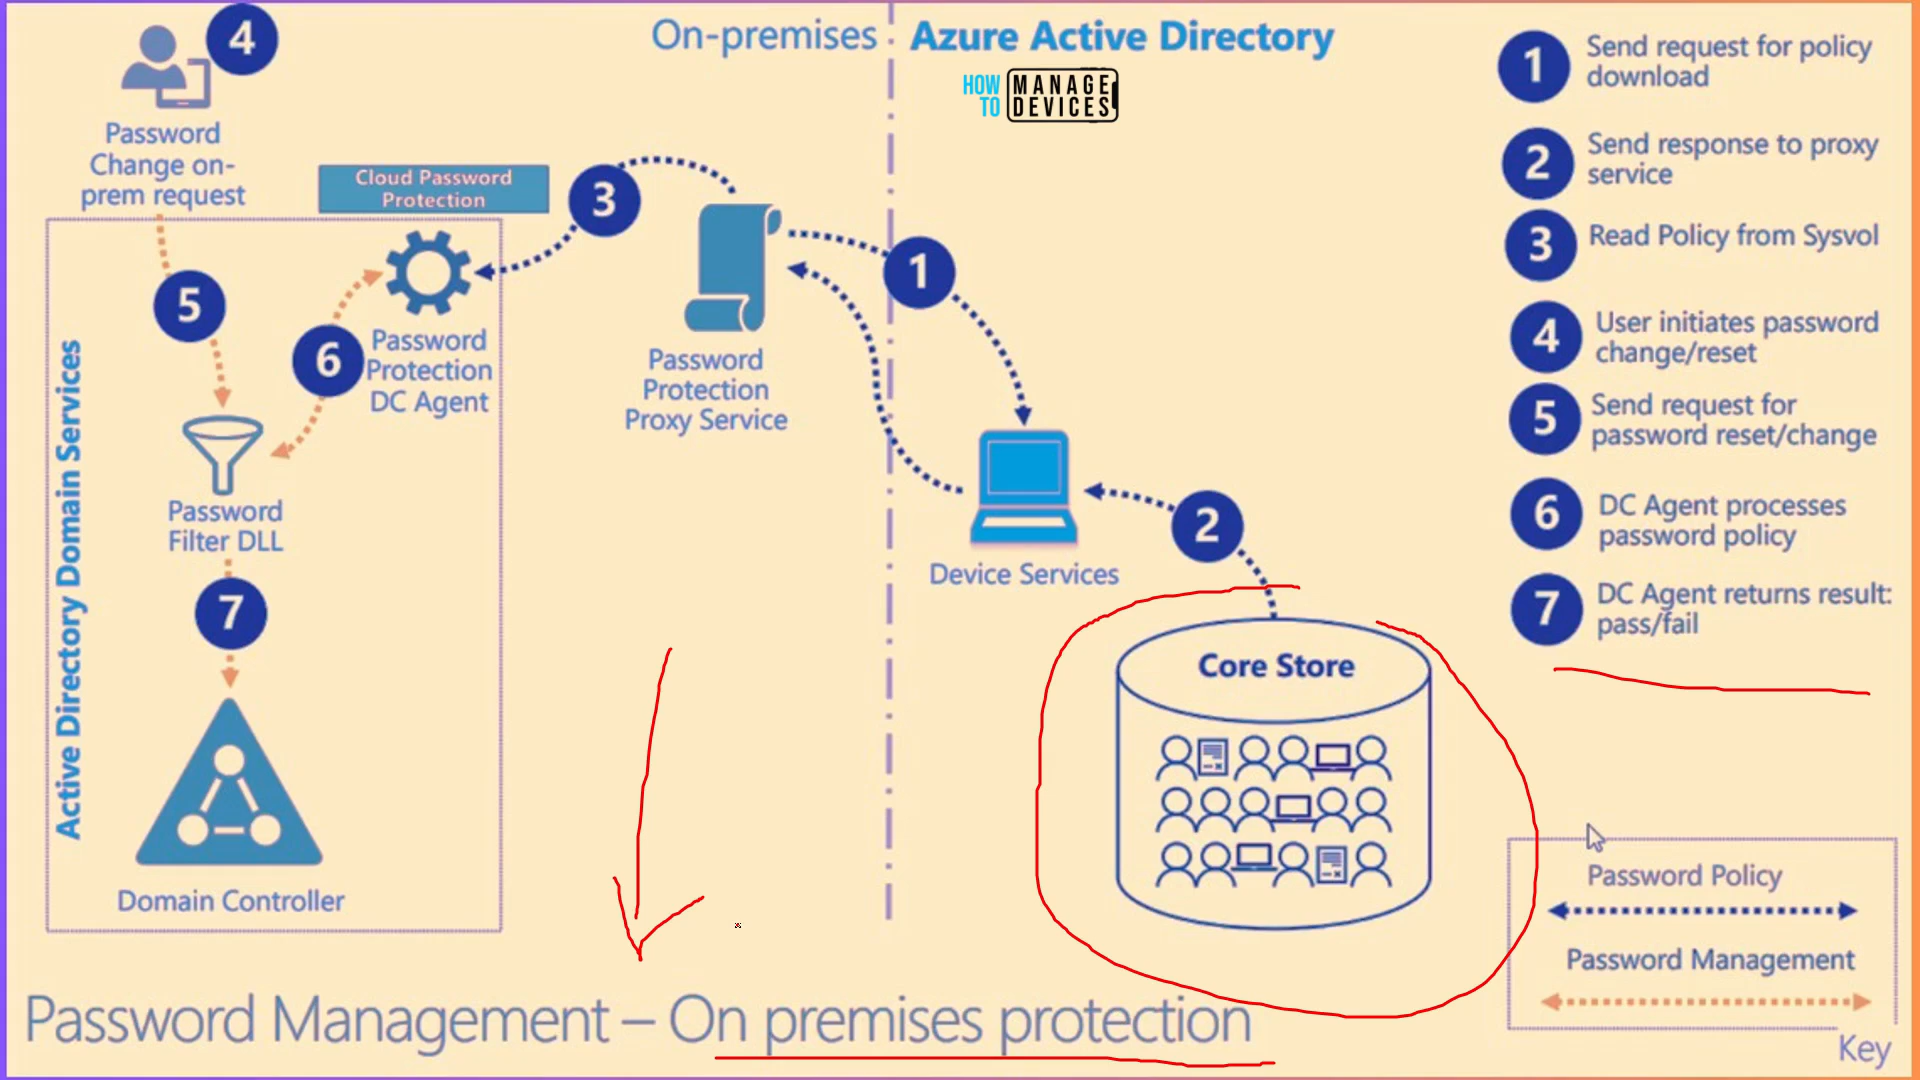 On-premises
Azure Active Directory
HOW TO
MANAGE
DEVICES
4
Password
Change on-
prem request
Cloud Password
Protection
3
1
5
6
Password
Protection
DC Agent
Password
Protection
Proxy Service
Active Directory Domain Services
Password
Filter DLL
7
Domain Controller
Device Services
2
Core Store
1
Send request for policy
download
2
Send response to proxy
service
3
Read Policy from Sysvol
4
User initiates password
change/reset
5
Send request for
password reset/change
6
DC Agent processes
password policy
7
DC Agent returns result:
pass/fail
Password Policy
Password Management
Key
Password Management – On premises protection